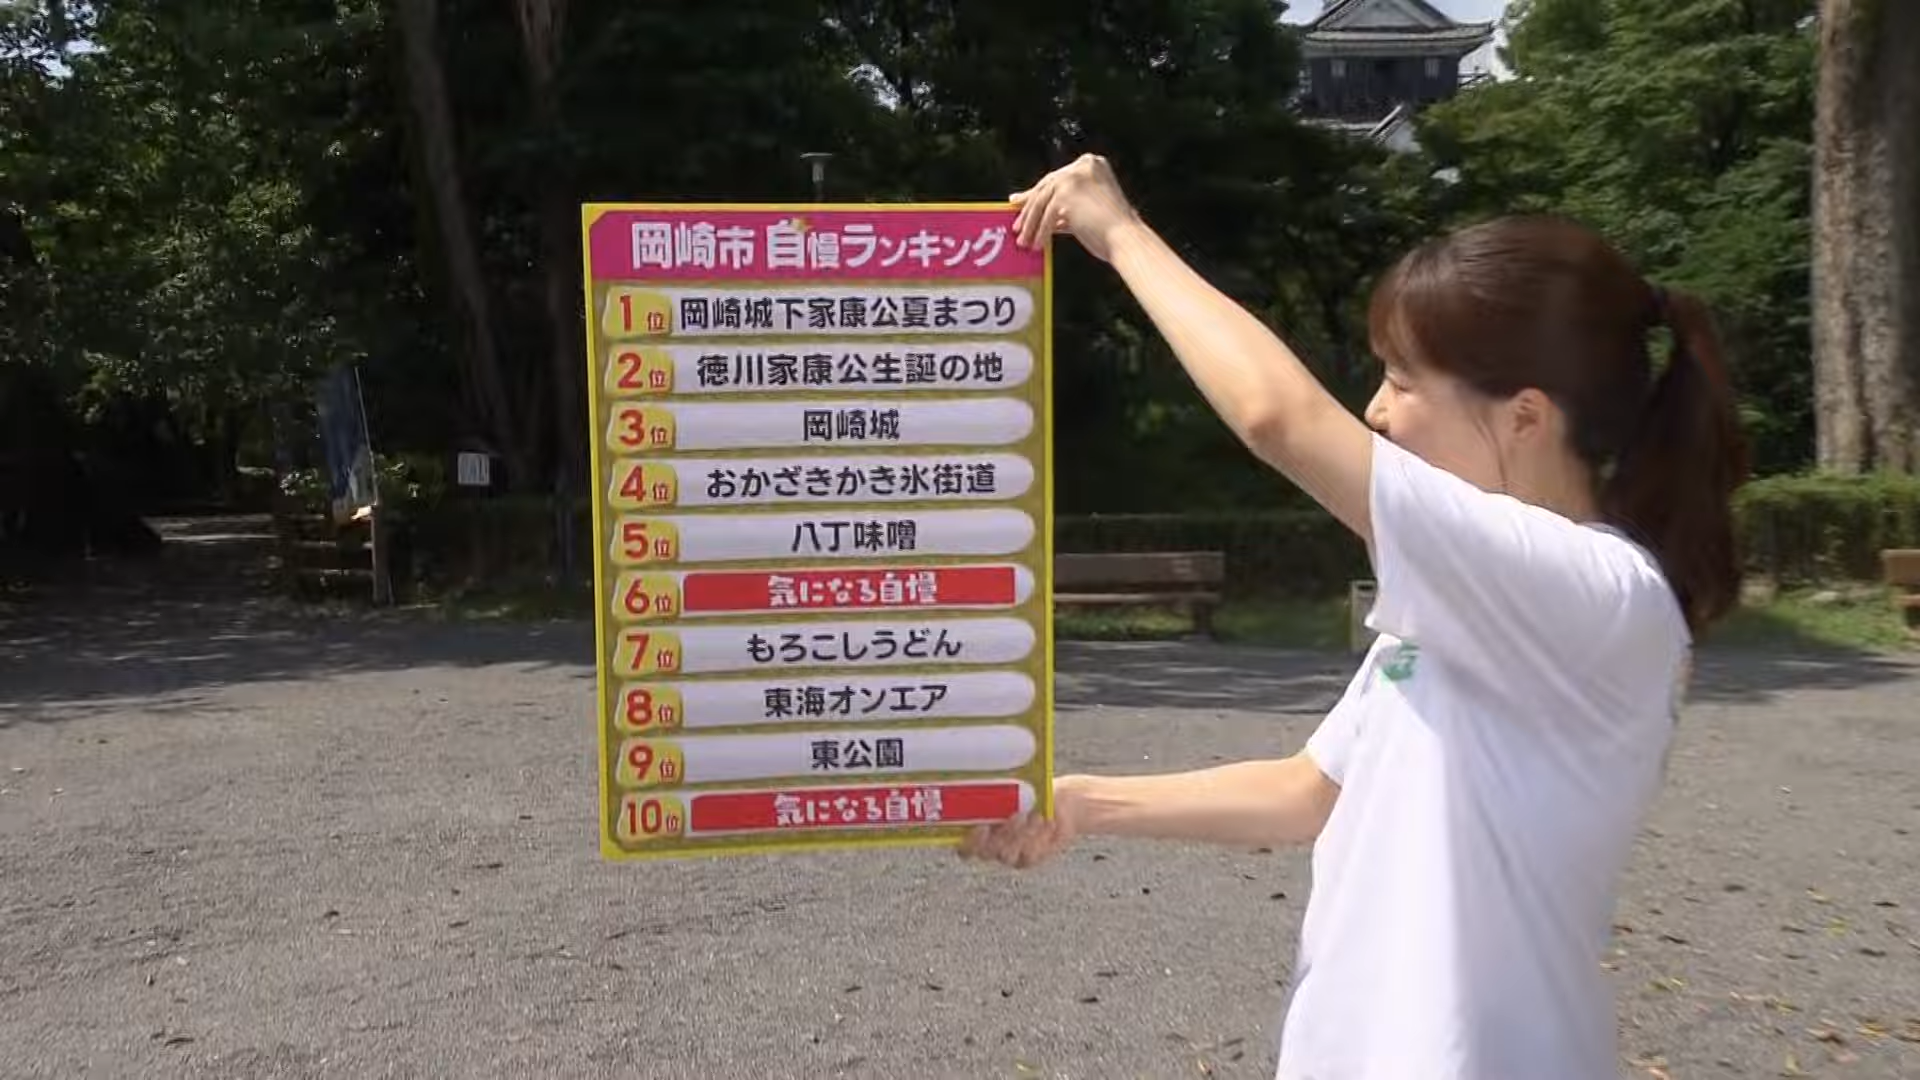 岡崎市 自慢ランキング
1位 岡崎城下家康公夏まつり
2位 徳川家康公生誕の地
3位 岡崎城
4位 おかざきかき氷街道
5位 八丁味噌
6位 気になる自慢
7位 もろこしうどん
8位 東海オンエア
9位 東公園
10位 気になる自慢